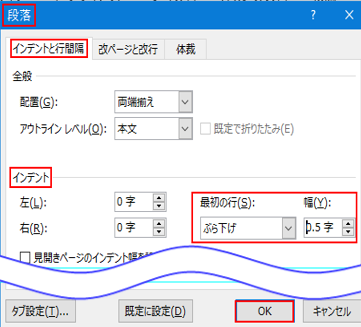 段落
? ×
インデントと行間隔 改ページと改行 体裁
全般
配置(G): 両端揃え
アウトライン レベル(O): 本文 既定で折りたたみ(E)
インデント
左(L): 0 字 最初の行(S): 幅(Y):
右(R): 0 字 ぶら下げ 0.5 字
見開きページのインデント幅を
タブ設定(T)... 既定に設定(D) OK キャンセル